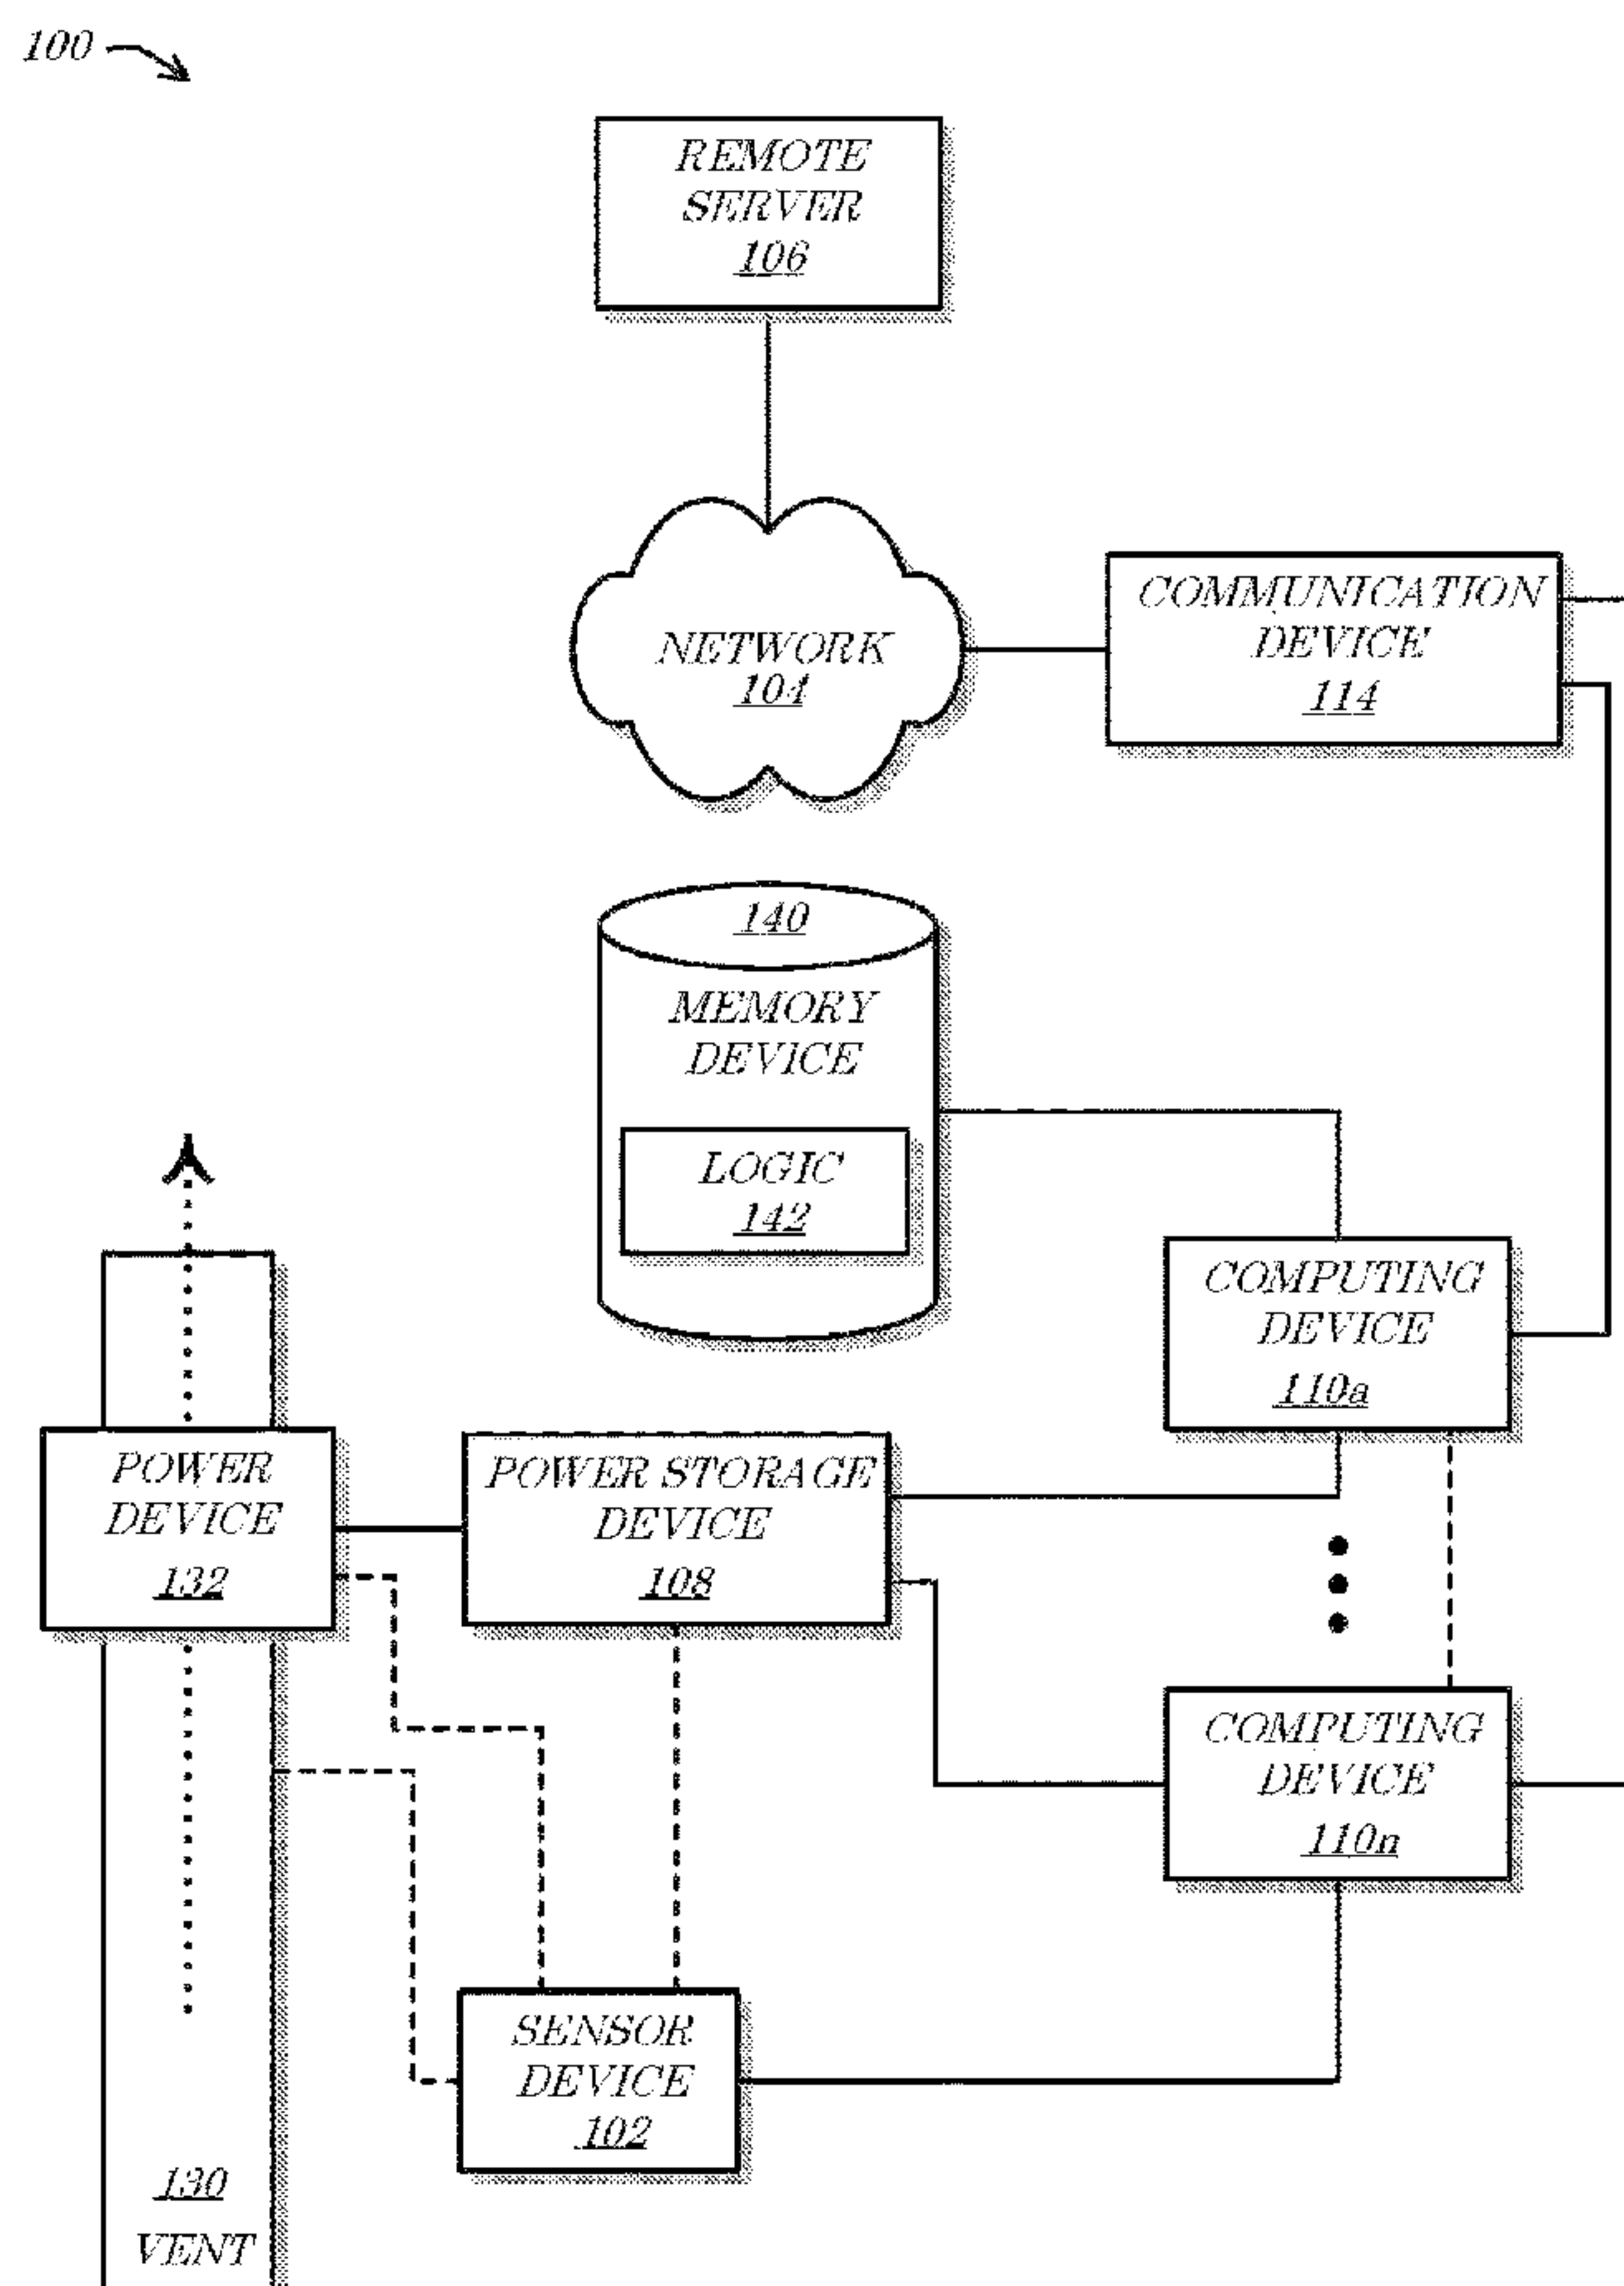 100
REMOTE
SERVER
106
NETWORK
104
COMMUNICATION
DEVICE
114
140
MEMORY
DEVICE
LOGIC
142
COMPUTING
DEVICE
110a
POWER
DEVICE
132
POWER STORAGE
DEVICE
108
COMPUTING
DEVICE
110n
SENSOR
DEVICE
102
130
VENT